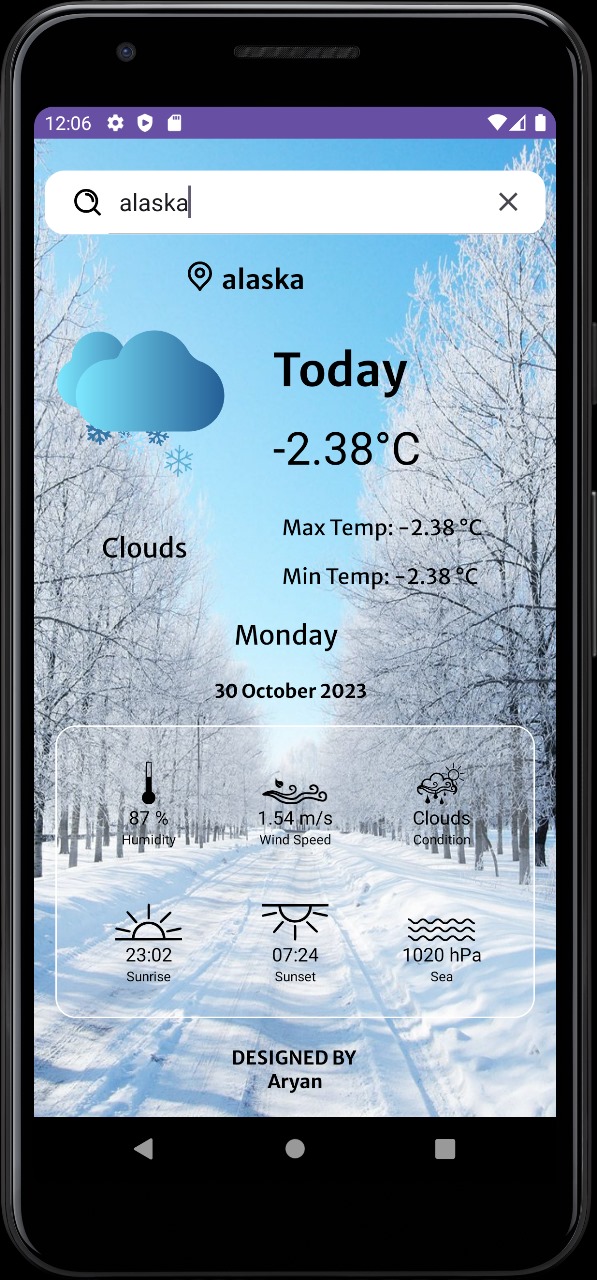 12:06
alaska
alaska
Today
-2.38°C
Max Temp: -2.38 °C
Clouds
Min Temp: -2.38 °C
Monday
30 October 2023
87 % 1.54 m/s Clouds
Humidity Wind Speed Condition
23:02 07:24 1020 hPa
Sunrise Sunset Sea
DESIGNED BY
Aryan